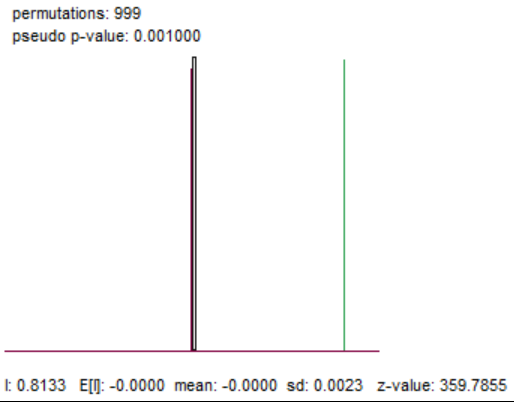 permutations: 999
pseudo p-value: 0.001000
I: 0.8133 E[I]: -0.0000 mean: -0.0000 sd: 0.0023 z-value: 359.7855